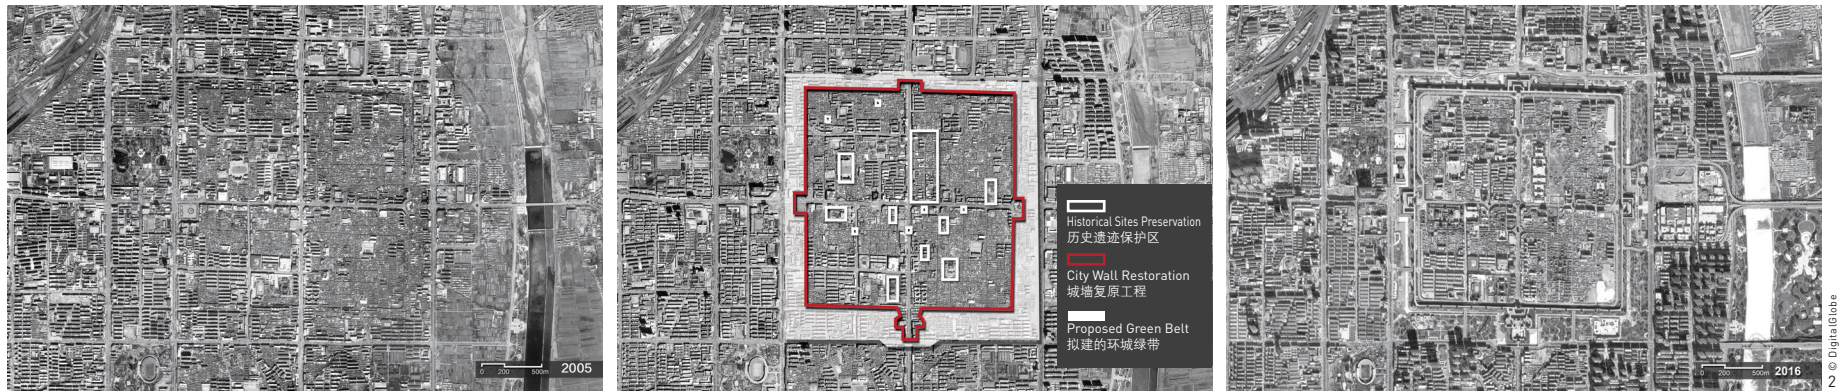 0 200 500m 2005
Historical Sites Preservation
历史遗迹保护区
City Wall Restoration
城墙复原工程
Proposed Green Belt
拟建的环城绿带
0 200 500m 2016
© DigitalGlobe
2